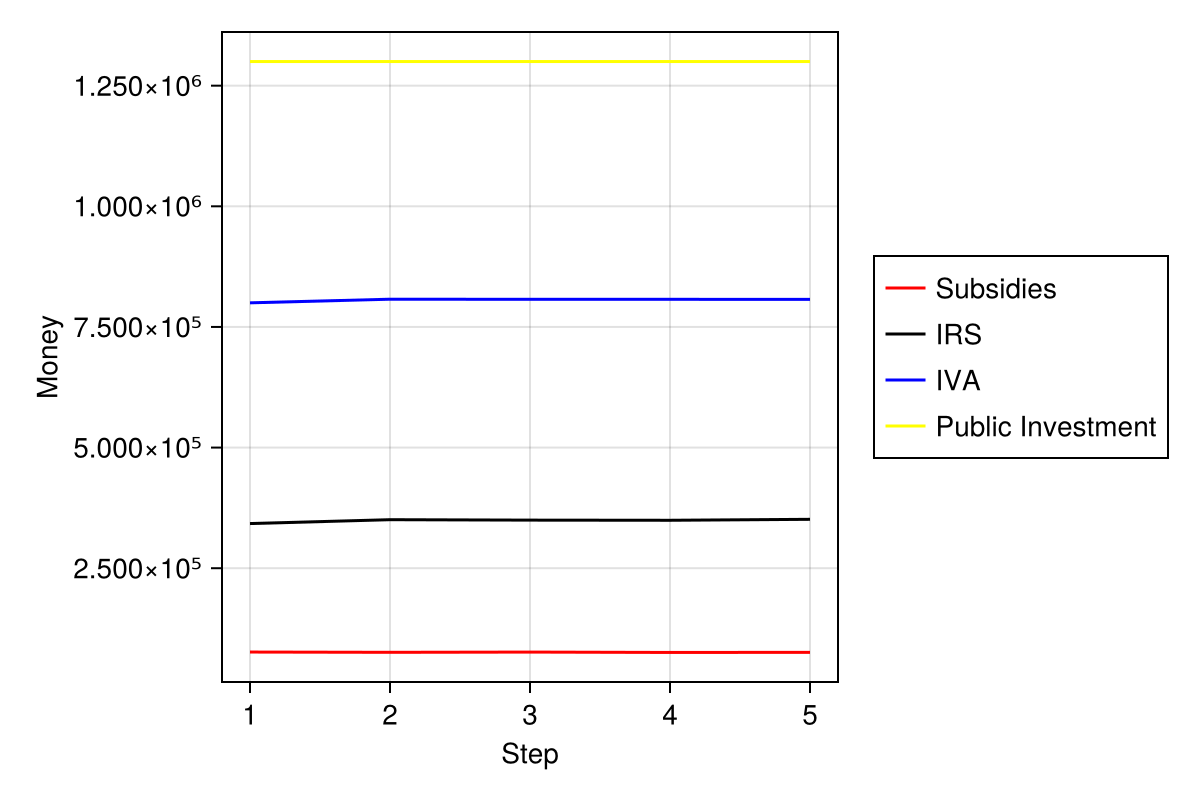 1.250×10⁶
1.000×10⁶
7.500×10⁵
5.000×10⁵
2.500×10⁵
Money
1 2 3 4 5
Step
Subsidies
IRS
IVA
Public Investment